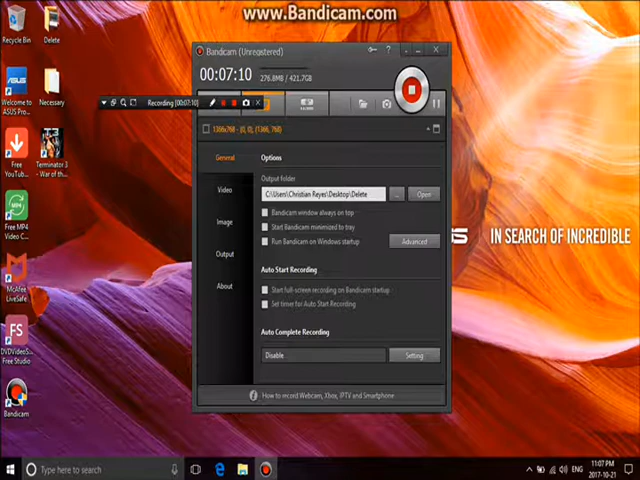 www.Bandicam.com
Recycle Bin
Delete
Bandicam (Unregistered)
00:07:10
276.8MB / 421.7GB
Welcome to ASUS Pro...
Necessary
Recording [00:07:10]
1366x768 - (0, 0), (1366, 768)
Free YouTub...
Terminator 3 - War of th...
General
Options
Output folder
C:\Users\Christian Reyes\Desktop\Delete
...
Open
Video
Bandicam window always on top
Start Bandicam minimized to tray
Run Bandicam on Windows startup
Advanced
Image
Free MP4 Video C...
IN SEARCH OF INCREDIBLE
Output
Auto Start Recording
About
Start full-screen recording on Bandicam startup
Set timer for Auto Start Recording
McAfee LiveSafe
Auto Complete Recording
FS
DVDVideoS... Free Studio
Disable
Setting
How to record Webcam, Xbox, IPTV and Smartphone
Bandicam
Type here to search
ENG
11:07 PM
2017-10-21